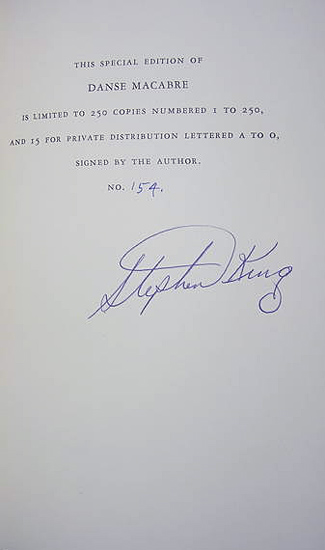 THIS SPECIAL EDITION OF
DANSE MACABRE
IS LIMITED TO 250 COPIES NUMBERED 1 TO 250,
AND 15 FOR PRIVATE DISTRIBUTION LETTERED A TO O,
SIGNED BY THE AUTHOR.
NO. 154.
Stephen King